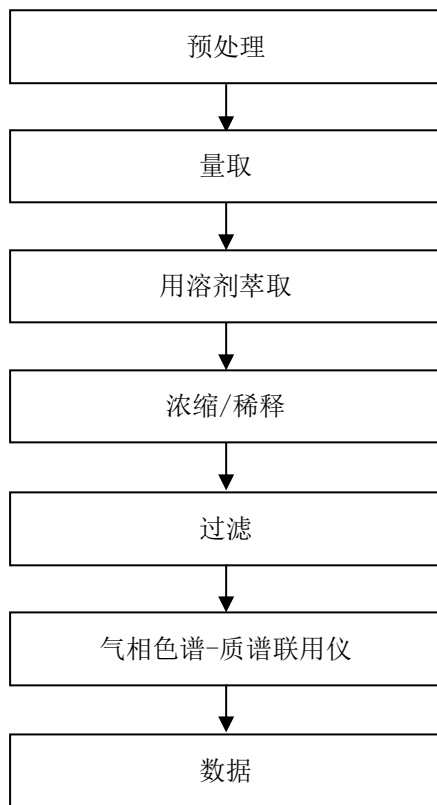 预处理
量取
用溶剂萃取
浓缩/稀释
过滤
气相色谱-质谱联用仪
数据